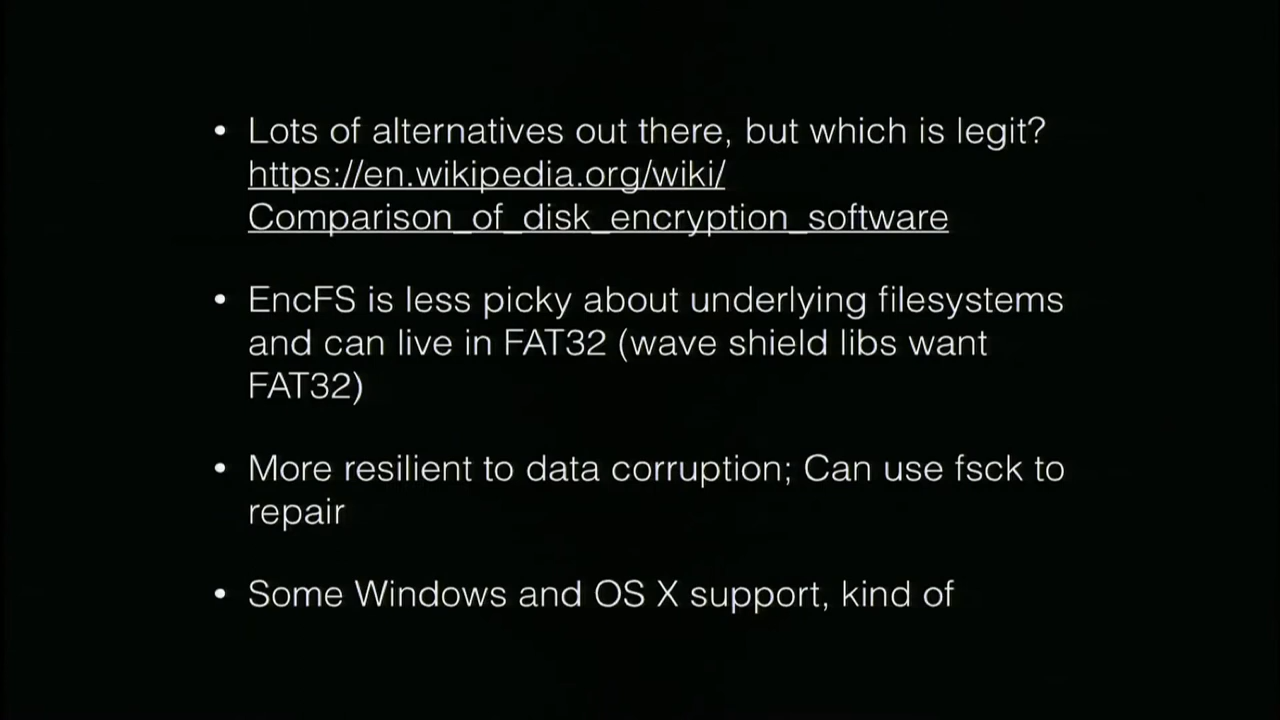 • Lots of alternatives out there, but which is legit?
https://en.wikipedia.org/wiki/
Comparison_of_disk_encryption_software
• EncFS is less picky about underlying filesystems
and can live in FAT32 (wave shield libs want
FAT32)
• More resilient to data corruption; Can use fsck to
repair
• Some Windows and OS X support, kind of